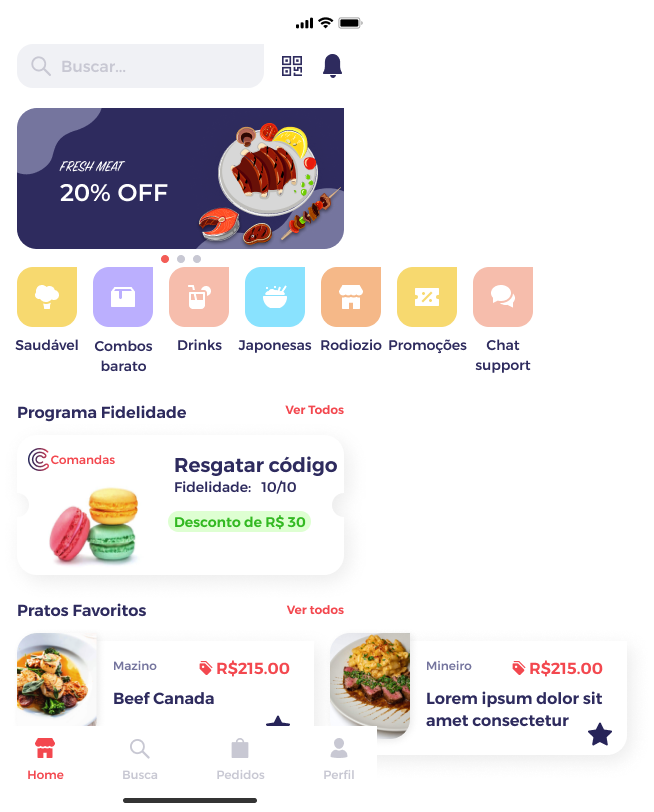 Buscar...
FRESH MEAT
20% OFF
Saudável
Combos
barato
Drinks
Japonesas
Rodiozio
Promoções
Chat
support
Programa Fidelidade
Ver Todos
Comandas
Resgatar código
Fidelidade: 10/10
Desconto de R$ 30
Pratos Favoritos
Ver todos
Mazino
R$215.00
Beef Canada
Mineiro
R$215.00
Lorem ipsum dolor sit
amet consectetur
Home
Busca
Pedidos
Perfil